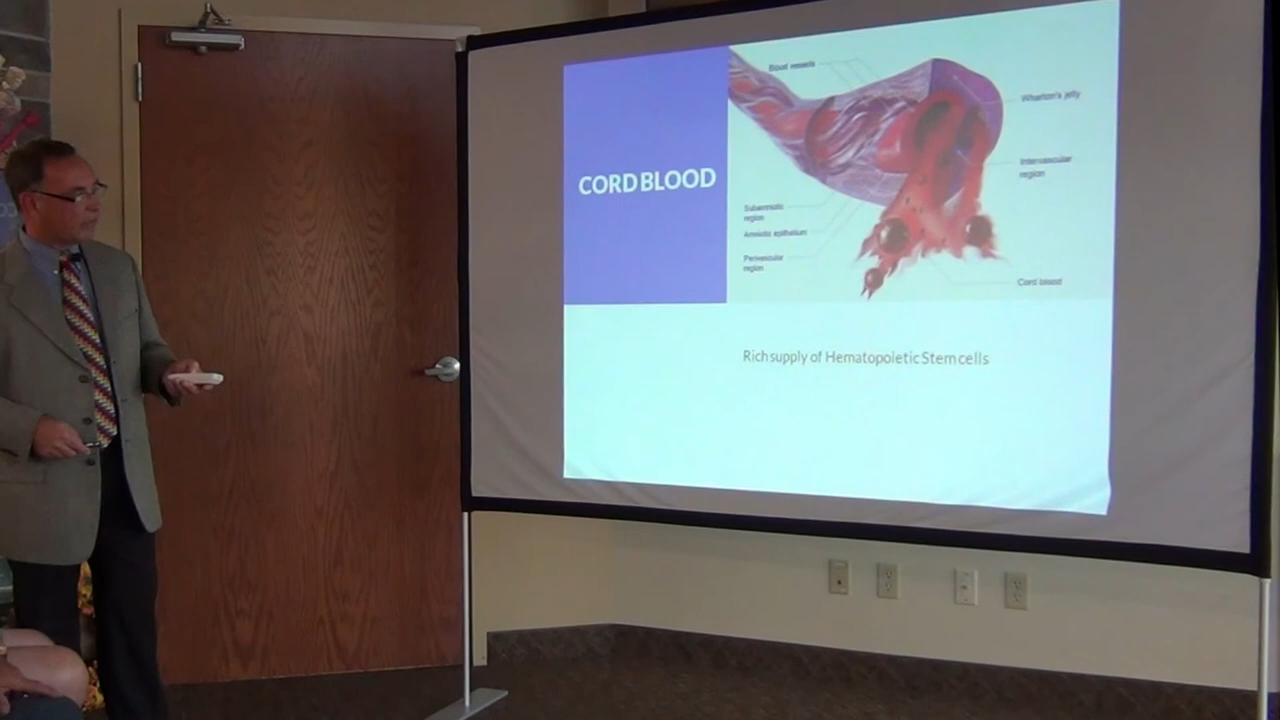 CORD BLOOD
Blood vessels
Wharton's jelly
Intervascular
region
Subamniotic
region
Amniotic epithelium
Perivascular
region
Cord blood
Rich supply of Hematopoietic Stem cells